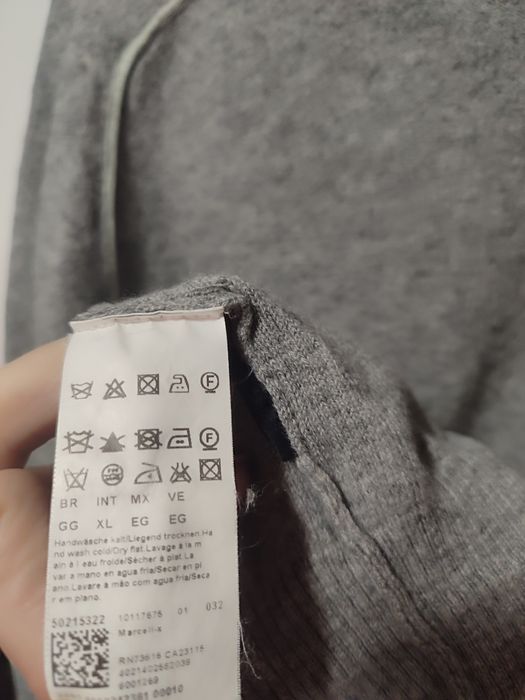 F
F
BR INT MX VE
GG XL EG EG
Handwäsche kalt/Liegend trocknen.Ha
nd wash cold/Dry flat.Lavage à la m
ain à l eau froide/Sécher à plat.La
var a mano en agua fria/Secar en pl
ano.Lavare à mão com agua fria/Seca
r em plano.
50215322 10117675 01 032
Marcell-x
RN73616 CA23115
4021402562039
6001269
00010